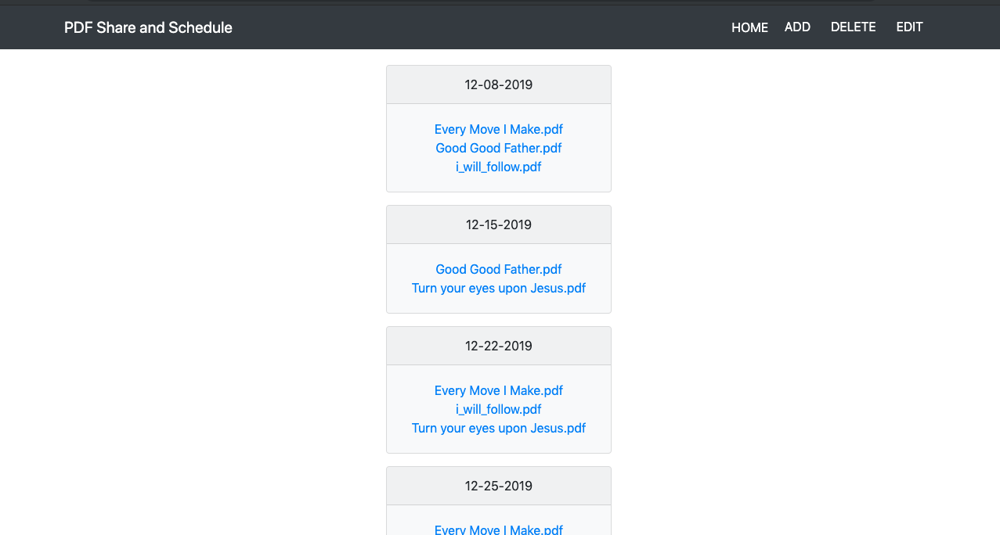 PDF Share and Schedule
HOME ADD DELETE EDIT
12-08-2019
Every Move I Make.pdf
Good Good Father.pdf
i_will_follow.pdf
12-15-2019
Good Good Father.pdf
Turn your eyes upon Jesus.pdf
12-22-2019
Every Move I Make.pdf
i_will_follow.pdf
Turn your eyes upon Jesus.pdf
12-25-2019
Every Move I Make.pdf